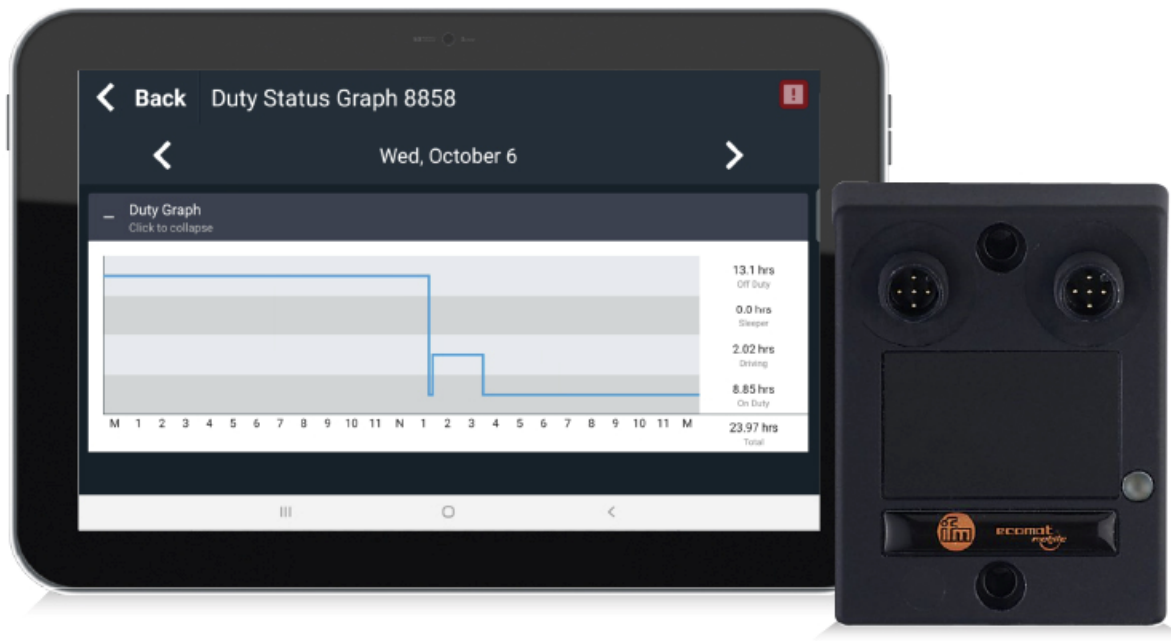 Back Duty Status Graph 8858
Wed, October 6
Duty Graph
Click to collapse
13.1 hrs
Off Duty
0.0 hrs
Sleeper
2.02 hrs
Driving
8.85 hrs
On Duty
M 1 2 3 4 5 6 7 8 9 10 11 N 1 2 3 4 5 6 7 8 9 10 11 M
23.97 hrs
Total
ifm ecomat
mobile